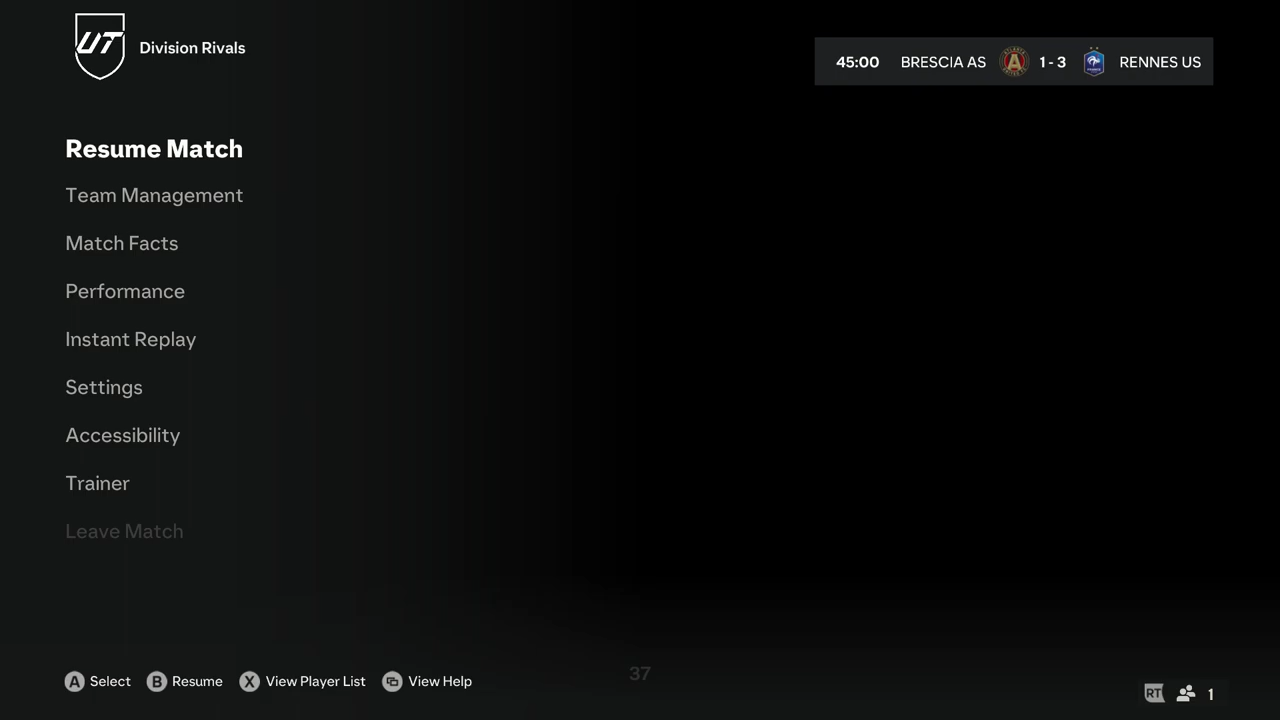 UT Division Rivals
45:00 BRESCIA AS 1 - 3 RENNES US
Resume Match
Team Management
Match Facts
Performance
Instant Replay
Settings
Accessibility
Trainer
Leave Match
37
A Select B Resume X View Player List View Help
RT 1